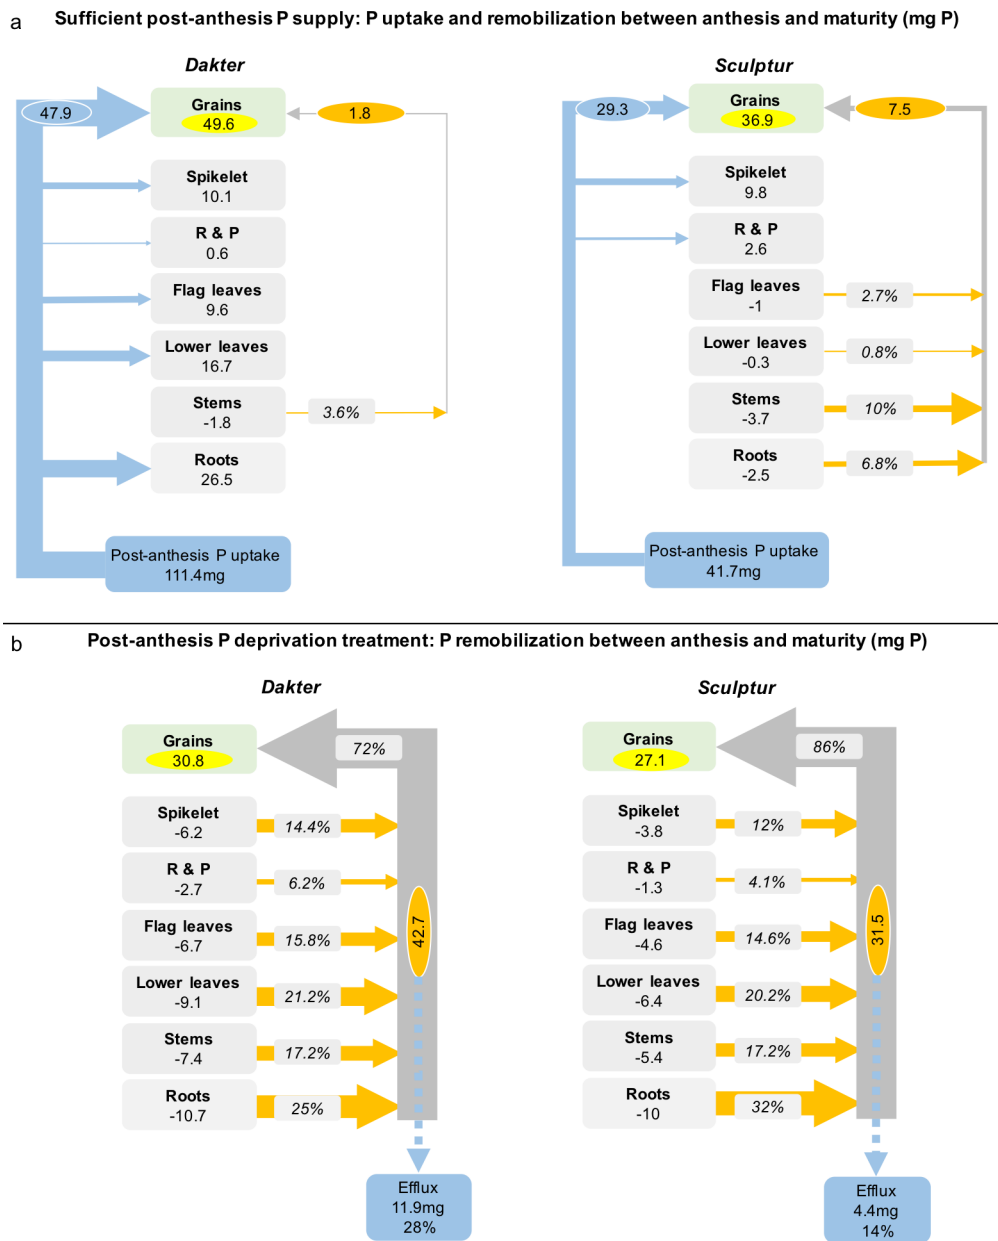 a
Sufficient post-anthesis P supply: P uptake and remobilization between anthesis and maturity (mg P)
Dakter
47.9
Grains
49.6
1.8
Spikelet
10.1
R & P
0.6
Flag leaves
9.6
Lower leaves
16.7
Stems
-1.8
3.6%
Roots
26.5
Post-anthesis P uptake
111.4mg
Sculptur
29.3
Grains
36.9
7.5
Spikelet
9.8
R & P
2.6
Flag leaves
-1
2.7%
Lower leaves
-0.3
0.8%
Stems
-3.7
10%
Roots
-2.5
6.8%
Post-anthesis P uptake
41.7mg
b
Post-anthesis P deprivation treatment: P remobilization between anthesis and maturity (mg P)
Dakter
Grains
30.8
72%
Spikelet
-6.2
14.4%
R & P
-2.7
6.2%
Flag leaves
-6.7
15.8%
42.7
Lower leaves
-9.1
21.2%
Stems
-7.4
17.2%
Roots
-10.7
25%
Efflux
11.9mg
28%
Sculptur
Grains
27.1
86%
Spikelet
-3.8
12%
R & P
-1.3
4.1%
Flag leaves
-4.6
14.6%
31.5
Lower leaves
-6.4
20.2%
Stems
-5.4
17.2%
Roots
-10
32%
Efflux
4.4mg
14%